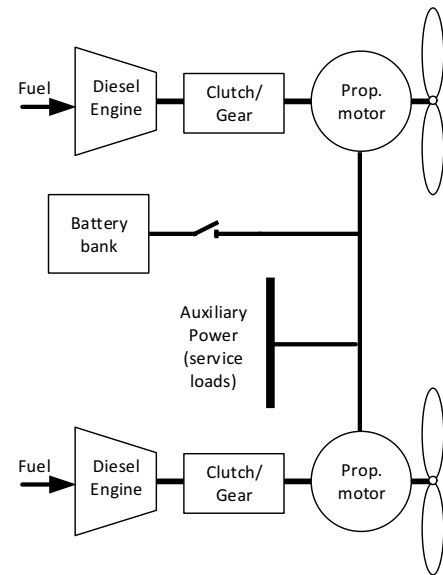 Fuel
Diesel
Engine
Clutch/
Gear
Prop.
motor
Battery
bank
Auxiliary
Power
(service
loads)
Fuel
Diesel
Engine
Clutch/
Gear
Prop.
motor